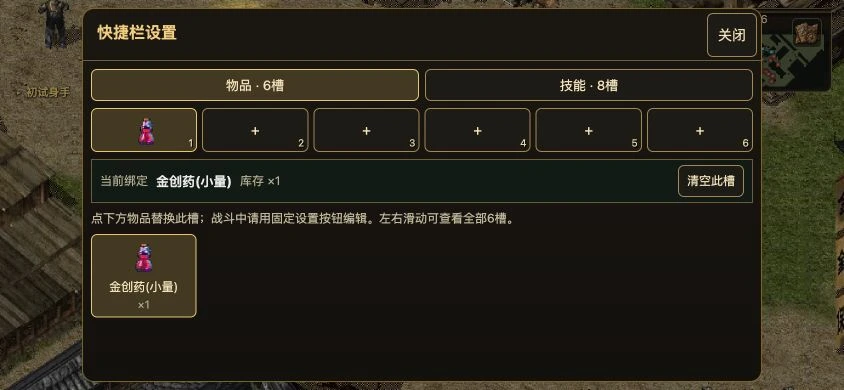 快捷栏设置
关闭
6
初试身手
物品 · 6槽
技能 · 8槽
1
+ 2
+ 3
+ 4
+ 5
+ 6
当前绑定 金创药(小量) 库存 ×1
清空此槽
点下方物品替换此槽；战斗中请用固定设置按钮编辑。左右滑动可查看全部6槽。
金创药(小量)
×1